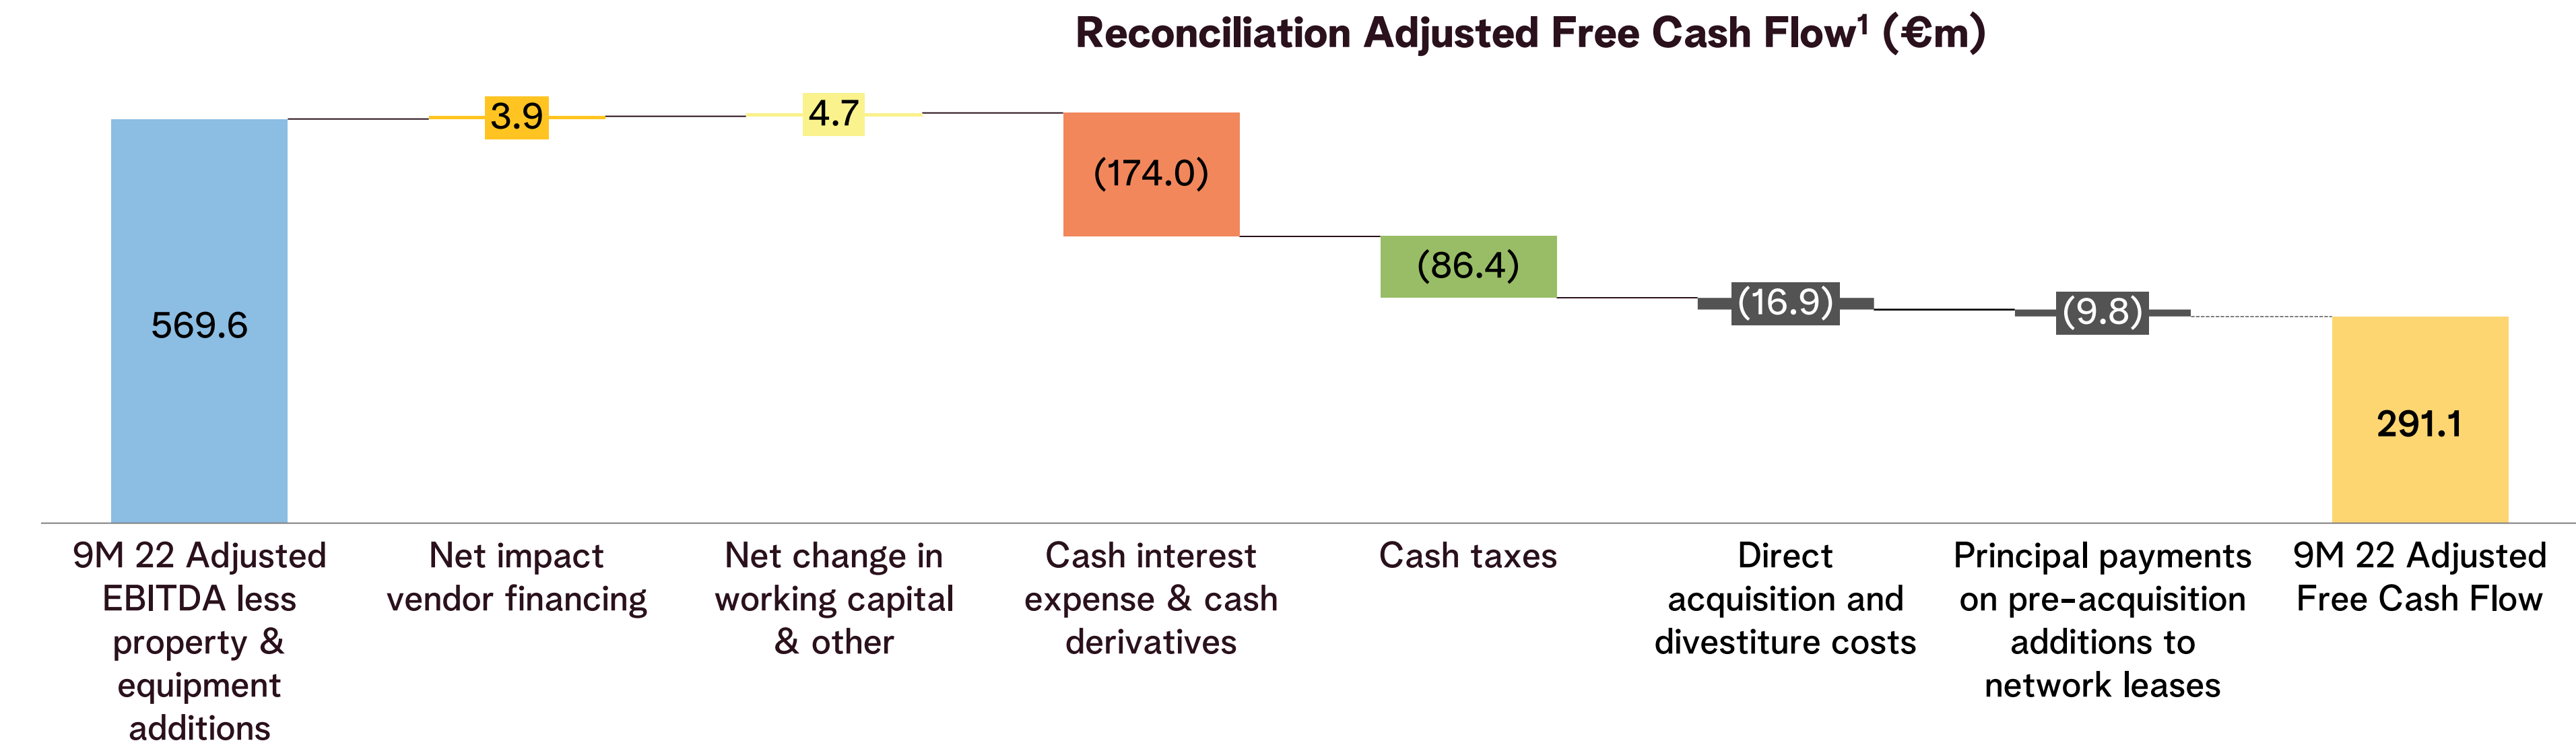 Reconciliation Adjusted Free Cash Flow¹ (€m)
569.6
3.9
4.7
(174.0)
(86.4)
(16.9)
(9.8)
291.1
9M 22 Adjusted
EBITDA less
property &
equipment
additions
Net impact
vendor financing
Net change in
working capital
& other
Cash interest
expense & cash
derivatives
Cash taxes
Direct
acquisition and
divestiture costs
Principal payments
on pre-acquisition
additions to
network leases
9M 22 Adjusted
Free Cash Flow